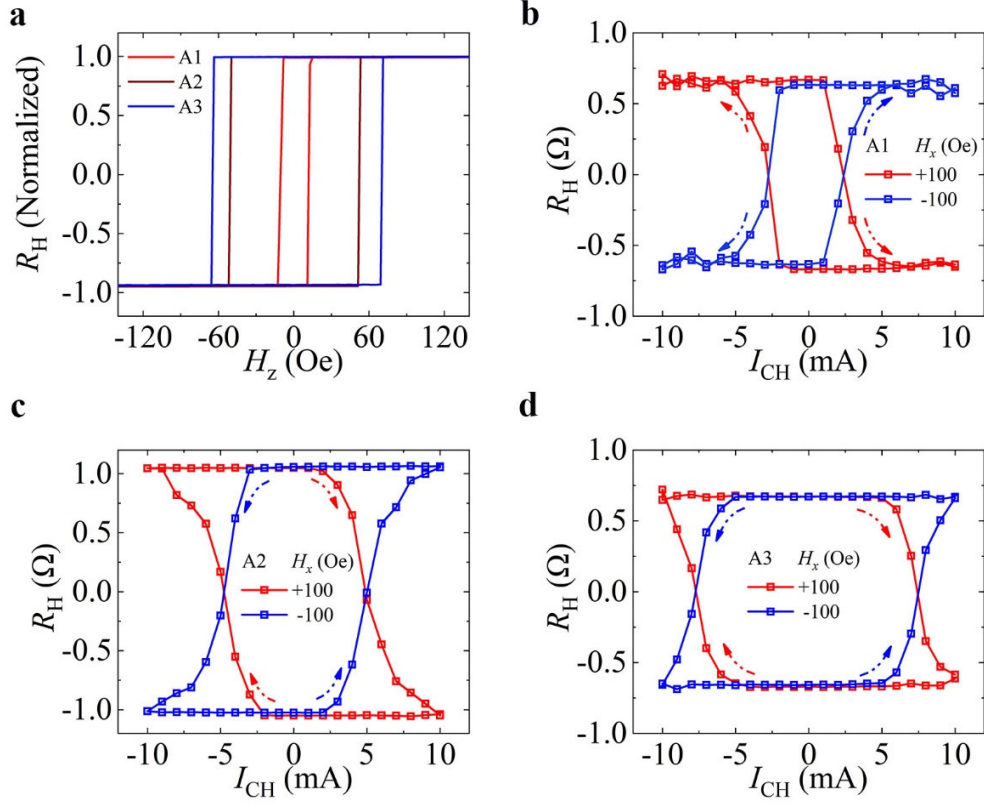 a
R_H (Normalized)
1.0
0.5
0.0
-0.5
-1.0
A1
A2
A3
-120 -60 0 60 120
H_z (Oe)
b
R_H (Ω)
1.0
0.5
0.0
-0.5
-1.0
A1 H_x (Oe)
+100
-100
-10 -5 0 5 10
I_CH (mA)
c
R_H (Ω)
1.0
0.5
0.0
-0.5
-1.0
A2 H_x (Oe)
+100
-100
-10 -5 0 5 10
I_CH (mA)
d
R_H (Ω)
1.0
0.5
0.0
-0.5
-1.0
A3 H_x (Oe)
+100
-100
-10 -5 0 5 10
I_CH (mA)